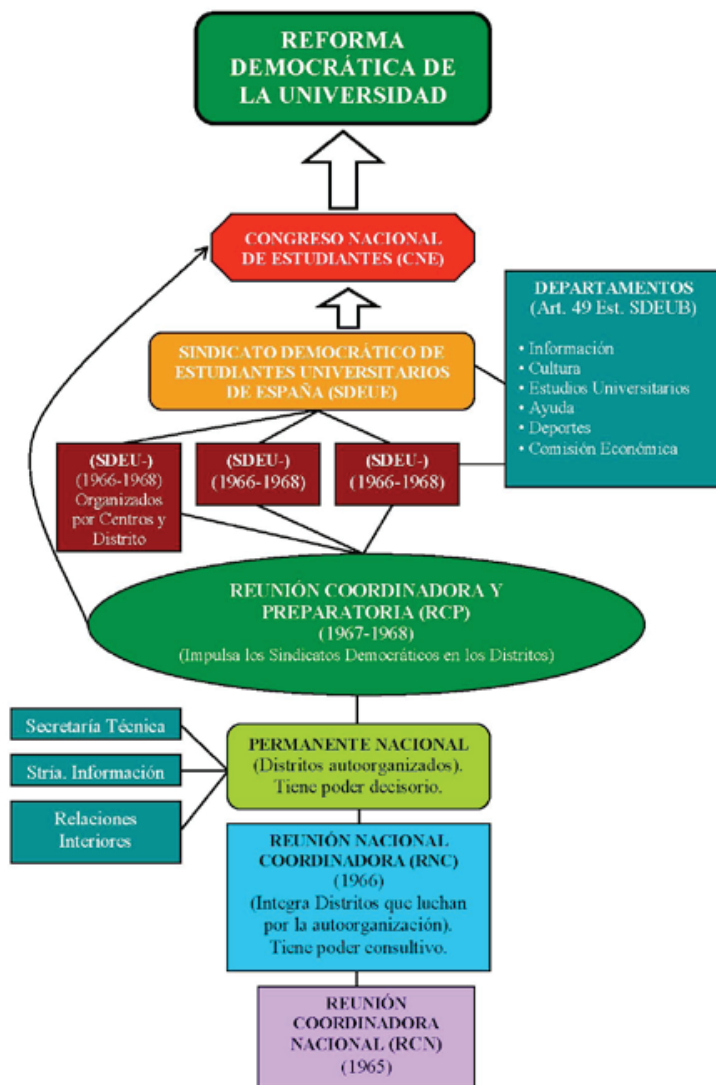 REFORMA
DEMOCRÁTICA DE
LA UNIVERSIDAD
CONGRESO NACIONAL
DE ESTUDIANTES (CNE)
DEPARTAMENTOS
(Art. 49 Est. SDEUB)
• Información
• Cultura
• Estudios Universitarios
• Ayuda
• Deportes
• Comisión Económica
SINDICATO DEMOCRÁTICO DE
ESTUDIANTES UNIVERSITARIOS
DE ESPAÑA (SDEUE)
(SDEU-)
(1966-1968)
Organizados
por Centros y
Distrito
(SDEU-)
(1966-1968)
(SDEU-)
(1966-1968)
REUNIÓN COORDINADORA Y
PREPARATORIA (RCP)
(1967-1968)
(Impulsa los Sindicatos Democráticos en los Distritos)
Secretaría Técnica
Stría. Información
Relaciones
Interiores
PERMANENTE NACIONAL
(Distritos autoorganizados).
Tiene poder decisorio.
REUNIÓN NACIONAL
COORDINADORA (RNC)
(1966)
(Integra Distritos que luchan
por la autoorganización).
Tiene poder consultivo.
REUNIÓN
COORDINADORA
NACIONAL (RCN)
(1965)